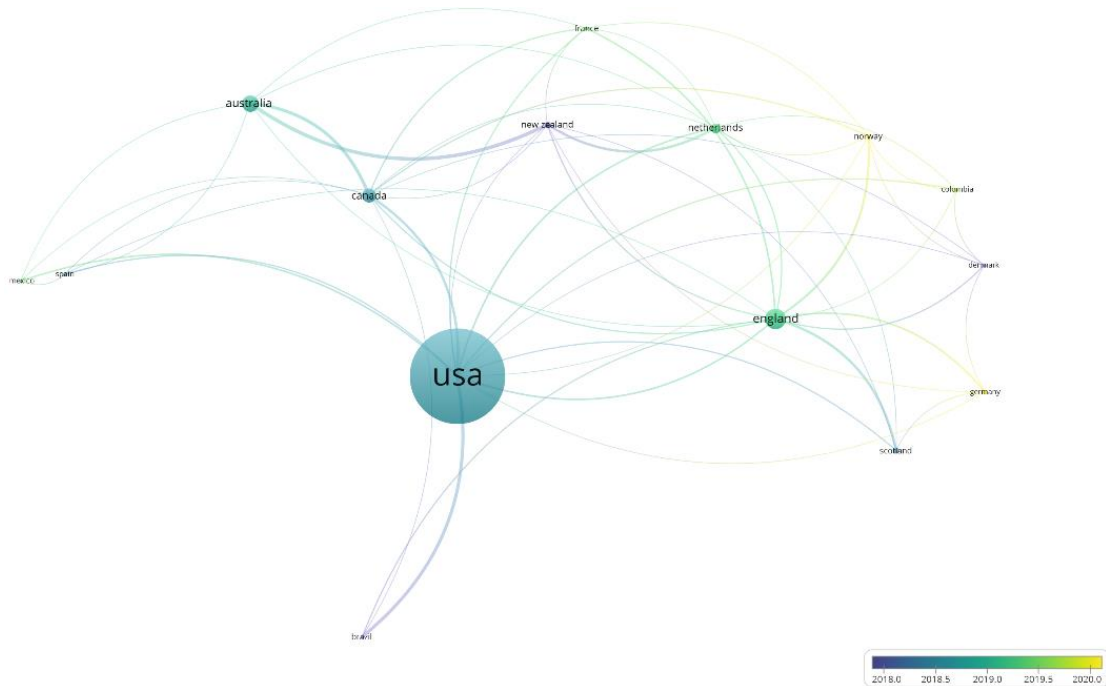 france
australia
new zealand
netherlands
norway
canada
columbia
denmark
mexico
spain
england
usa
germany
scotland
brazil
2018.0 2018.5 2019.0 2019.5 2020.0